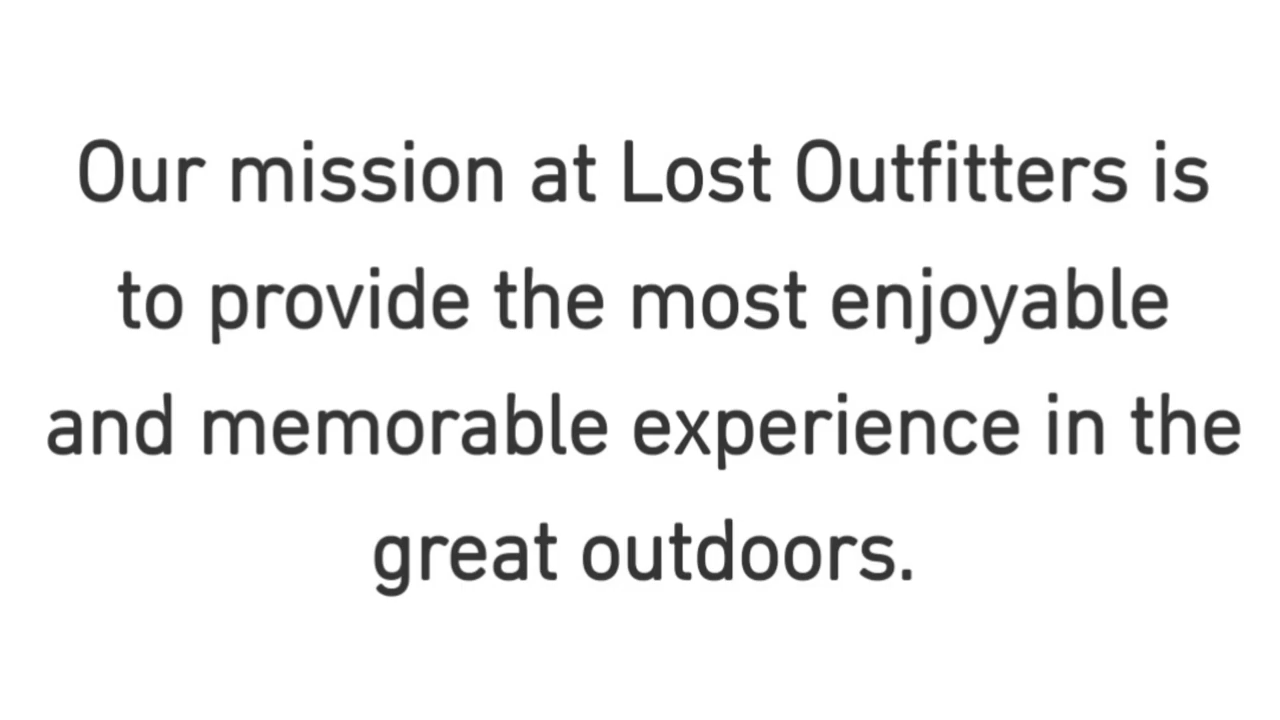 Our mission at Lost Outfitters is
to provide the most enjoyable
and memorable experience in the
great outdoors.